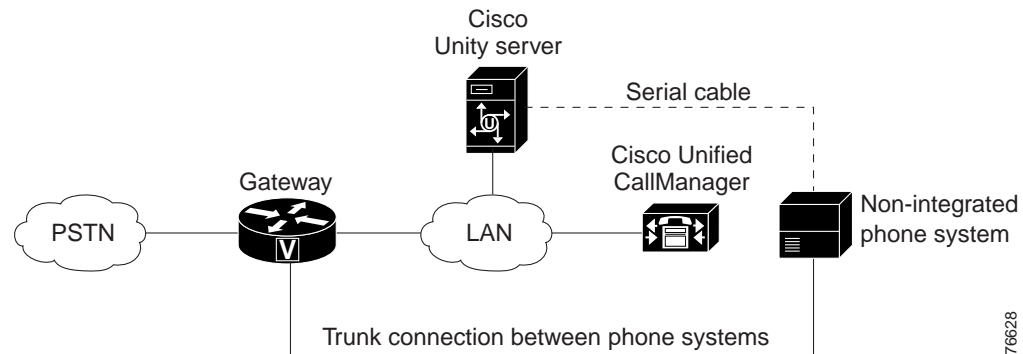 Cisco
Unity server
Serial cable
Cisco Unified
CallManager
Gateway
Non-integrated
phone system
PSTN
V
LAN
U
Trunk connection between phone systems
76628